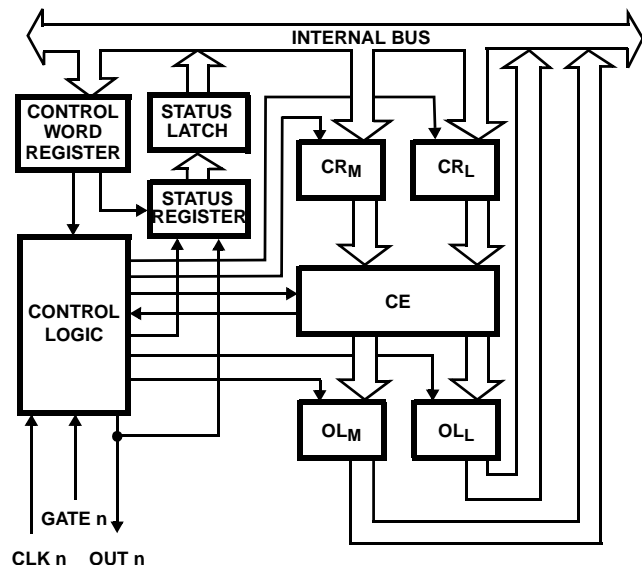 INTERNAL BUS
CONTROL
WORD
REGISTER
STATUS
LATCH
STATUS
REGISTER
CRM
CRL
CONTROL
LOGIC
CE
OLM
OLL
GATE n
CLK n
OUT n